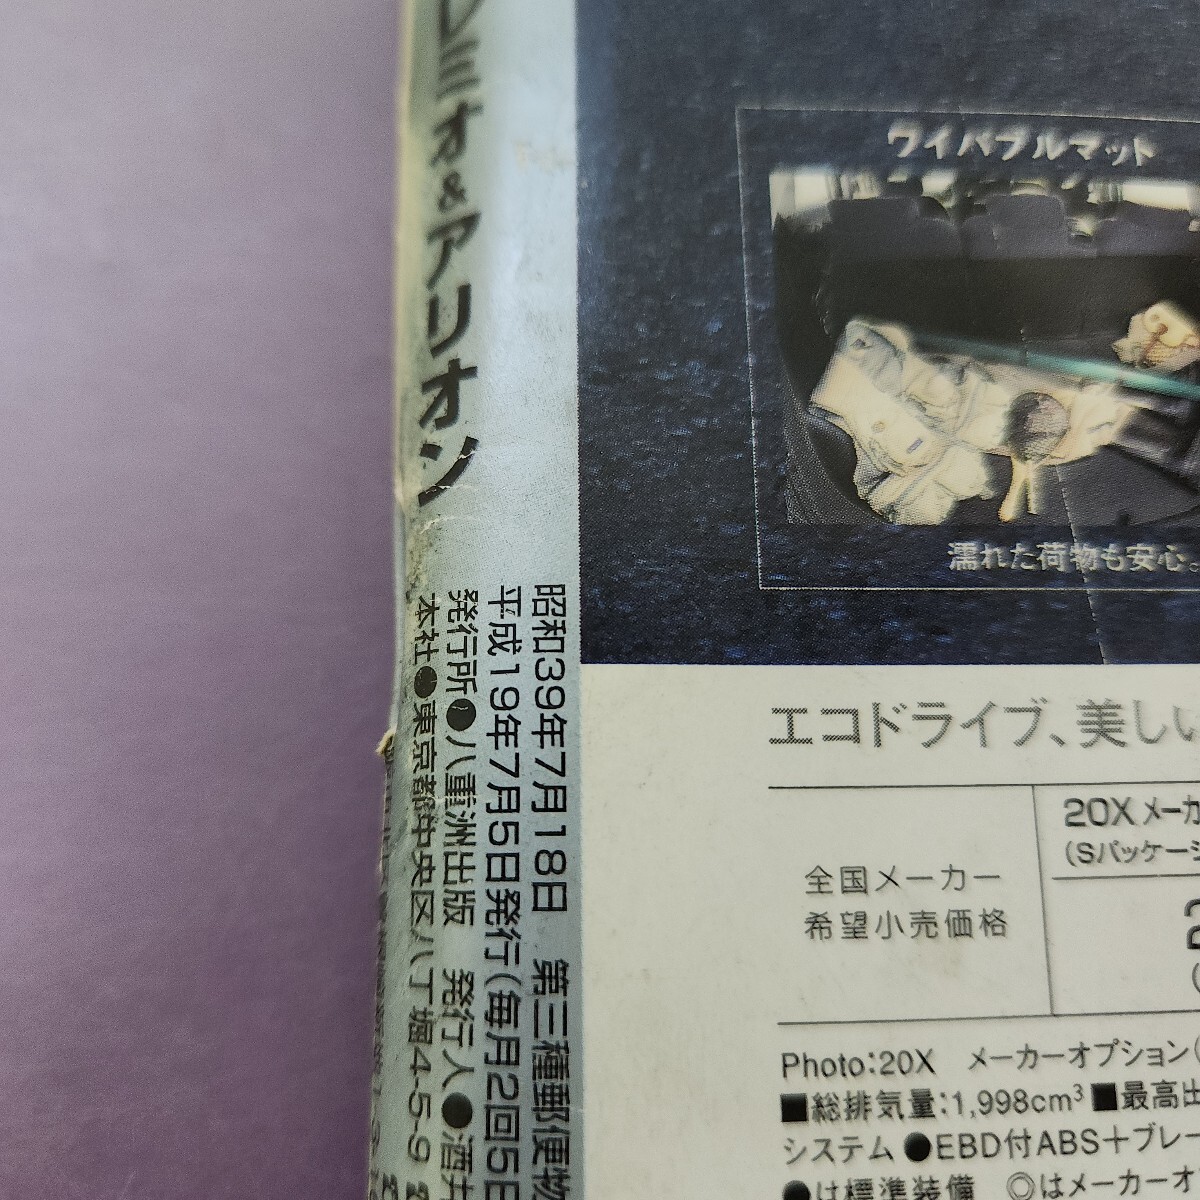 レミオ&アリオン
昭和39年7月18日 第三種郵便物
平成19年7月5日発行(毎月2回5日
発行所●八重洲出版 発行人●酒井
本社●東京都中央区八丁堀4-5-9
ワイパブルマット
濡れた荷物も安心。
エコドライブ、美しい
20Xメーカ
(Sパッケージ
全国メーカー
希望小売価格
2
Photo:20X メーカーオプション(
■総排気量:1,998cm³■最高出
システム●EBD付ABS+ブレー
●は標準装備 ◎はメーカーオ